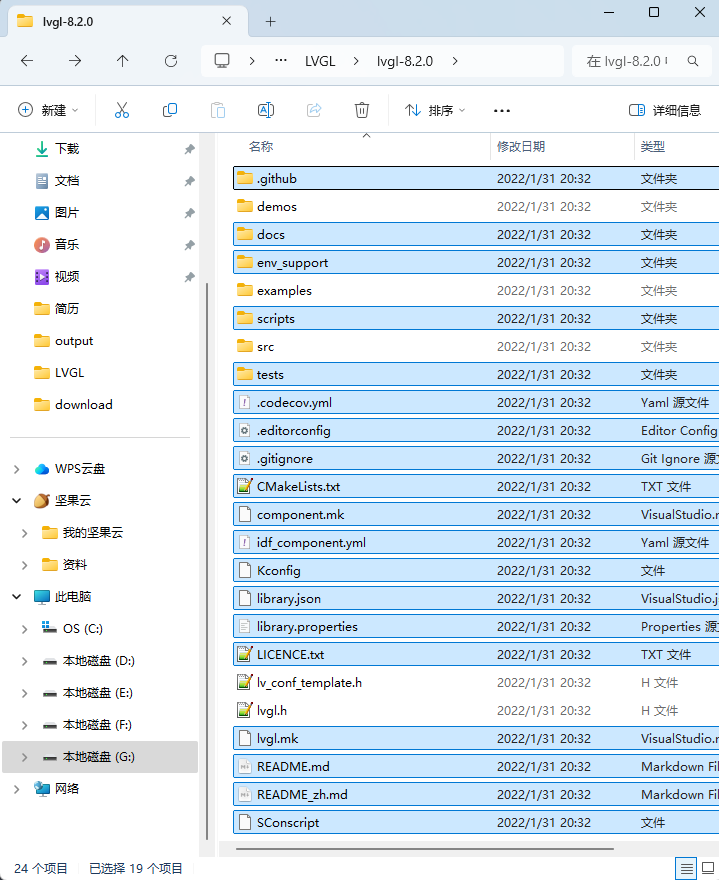 lvgl-8.2.0
LVGL
lvgl-8.2.0
在 lvgl-8.2.0
新建
排序
详细信息
下载
文档
图片
音乐
视频
简历
output
LVGL
download
WPS云盘
坚果云
我的坚果云
资料
此电脑
OS (C:)
本地磁盘 (D:)
本地磁盘 (E:)
本地磁盘 (F:)
本地磁盘 (G:)
网络
名称 修改日期 类型
.github 2022/1/31 20:32 文件夹
demos 2022/1/31 20:32 文件夹
docs 2022/1/31 20:32 文件夹
env_support 2022/1/31 20:32 文件夹
examples 2022/1/31 20:32 文件夹
scripts 2022/1/31 20:32 文件夹
src 2022/1/31 20:32 文件夹
tests 2022/1/31 20:32 文件夹
.codecov.yml 2022/1/31 20:32 Yaml 源文件
.editorconfig 2022/1/31 20:32 Editor Config
.gitignore 2022/1/31 20:32 Git Ignore 源
CMakeLists.txt 2022/1/31 20:32 TXT 文件
component.mk 2022/1/31 20:32 VisualStudio.
idf_component.yml 2022/1/31 20:32 Yaml 源文件
Kconfig 2022/1/31 20:32 文件
library.json 2022/1/31 20:32 VisualStudio.
library.properties 2022/1/31 20:32 Properties 源
LICENCE.txt 2022/1/31 20:32 TXT 文件
lv_conf_template.h 2022/1/31 20:32 H 文件
lvgl.h 2022/1/31 20:32 H 文件
lvgl.mk 2022/1/31 20:32 VisualStudio.
README.md 2022/1/31 20:32 Markdown Fil
README_zh.md 2022/1/31 20:32 Markdown Fil
SConscript 2022/1/31 20:32 文件
24 个项目 已选择 19 个项目